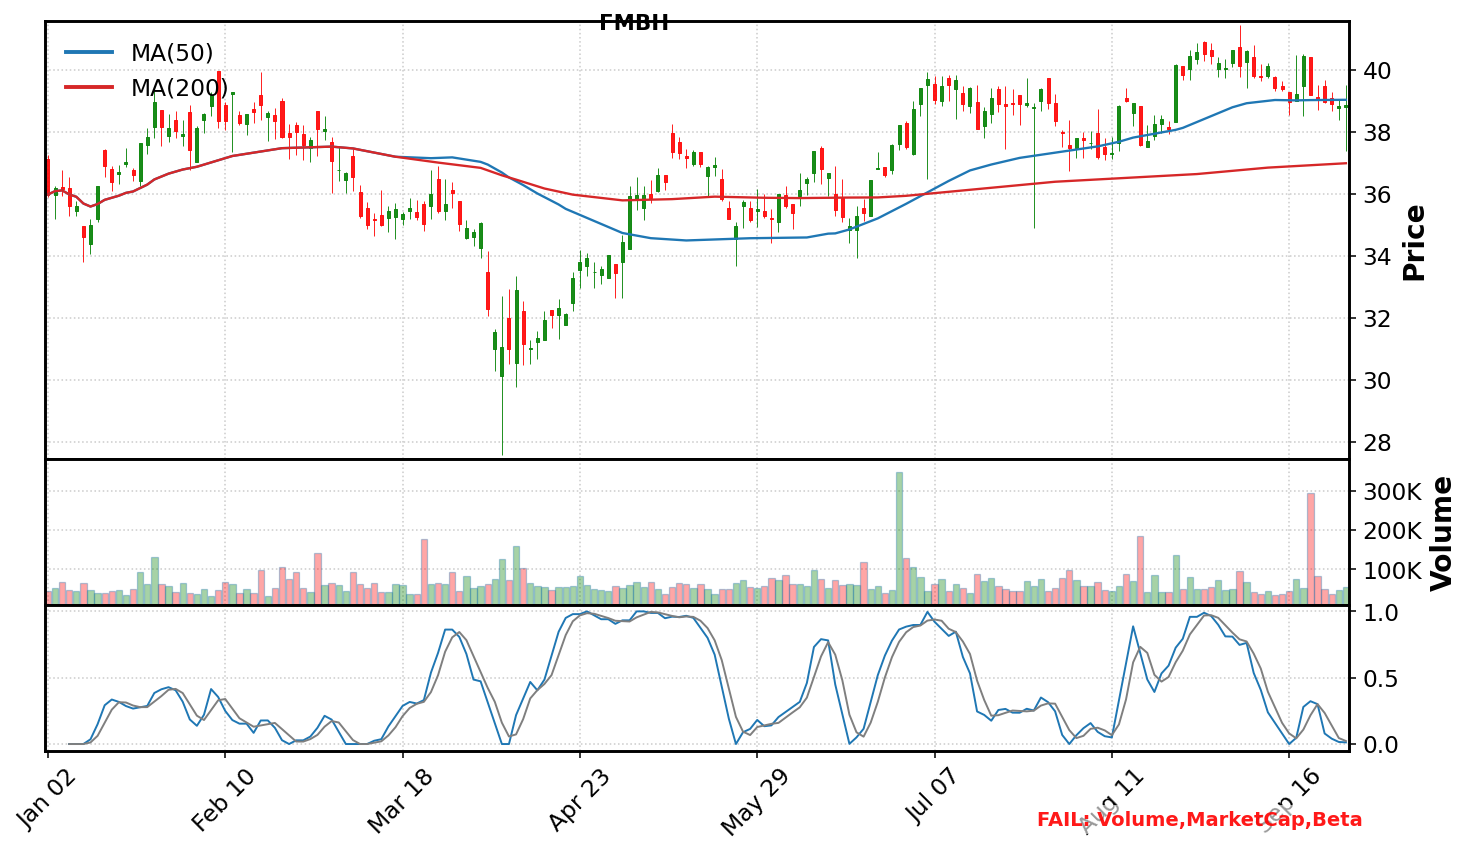 FMBH
MA(50)
MA(200)
40
38
36
34
32
30
28
Price
300K
200K
100K
Volume
1.0
0.5
0.0
Jan 02
Feb 10
Mar 18
Apr 23
May 29
Jul 07
Aug 11
Sep 16
FAIL: Volume,MarketCap,Beta